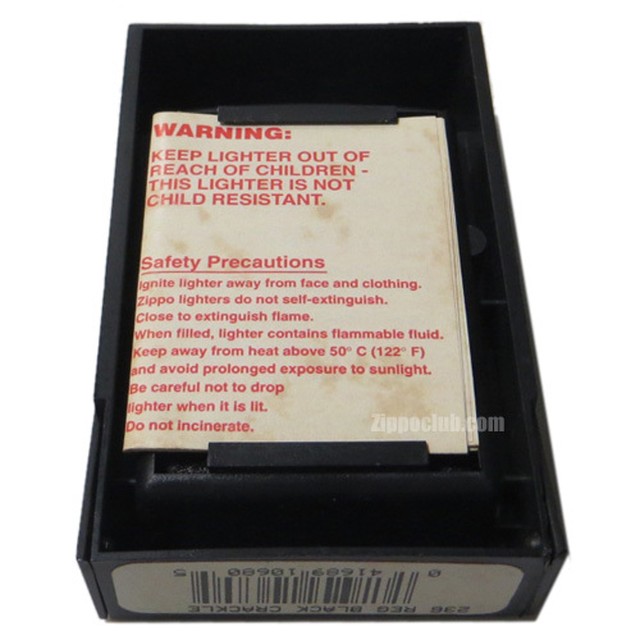 WARNING:
KEEP LIGHTER OUT OF
REACH OF CHILDREN -
THIS LIGHTER IS NOT
CHILD RESISTANT.
Safety Precautions
Ignite lighter away from face and clothing.
Zippo lighters do not self-extinguish.
Close to extinguish flame.
When filled, lighter contains flammable fluid.
Keep away from heat above 50° C (122° F)
and avoid prolonged exposure to sunlight.
Be careful not to drop
lighter when it is lit.
Do not incinerate.
Zippoclub.com
236 REG BLACK CRACKLE
0 41689 10680 5